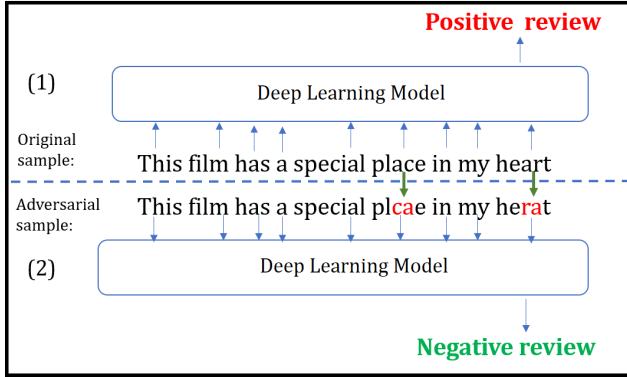 Positive review
(1)
Deep Learning Model
Original
sample:
This film has a special place in my heart
Adversarial
sample:
This film has a special plcae in my herat
(2)
Deep Learning Model
Negative review